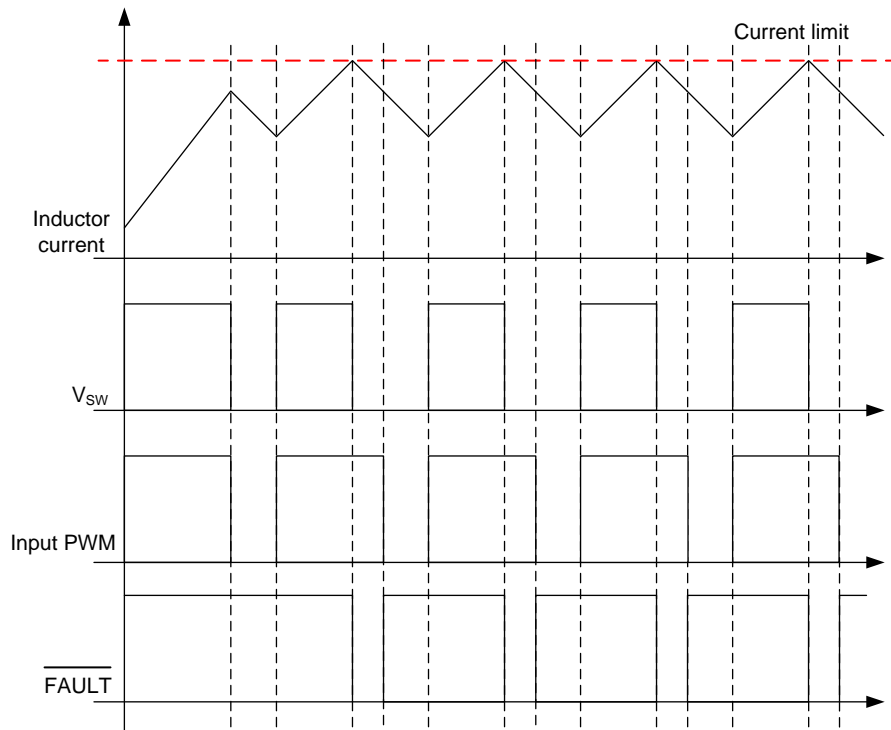 Current limit
Inductor
current
VSW
Input PWM
FAULT